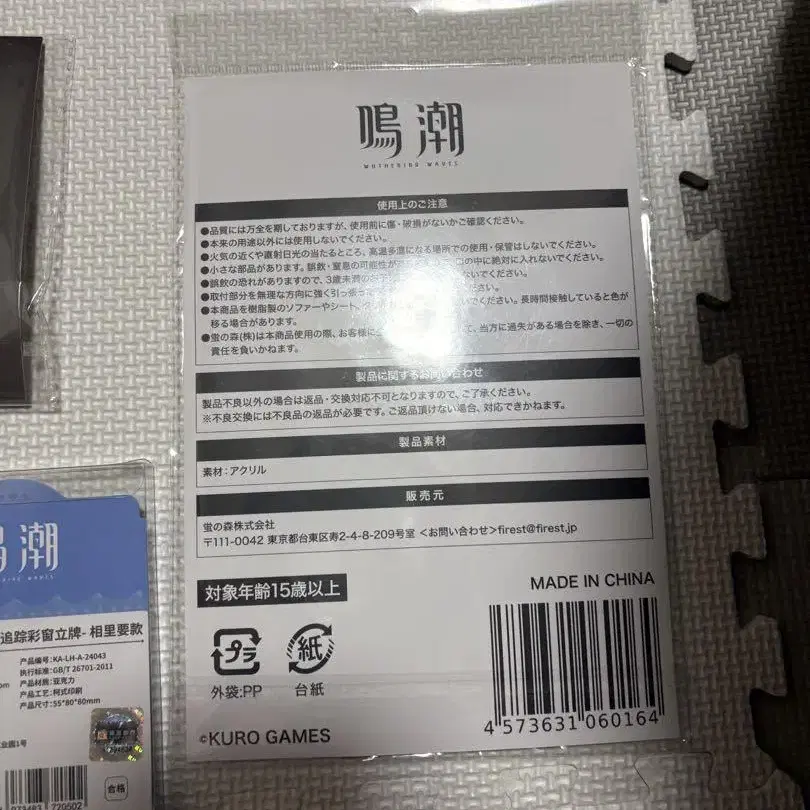 鳴潮
WUTHERING WAVES
使用上のご注意
●品質には万全を期しておりますが、使用前に傷・破損がないかご確認ください。
●本来の用途以外には使用しないでください。
●火気の近くや直射日光の当たるところ、高温多湿になる場所での使用・保管はしないでください。
●小さな部品があります。誤飲・窒息の可能性が 口の中に絶対に入れないでください。
●誤飲の恐れがありますので、3歳未満の
●取付部分を無理な方向に強く引っ張っ でください。
●本商品を樹脂製のソファーやシート、 ください。長時間接触していると色が
移る場合があります。
●蛍の森(株)は本商品使用の際、お客様に て、当方に過失がある場合を除き、一切の
責任を負いかねます。
製品に関するお問い合わせ
製品不良以外の場合は返品・交換対応不可となりますので、ご了承ください。
※不良交換には不良品の返品が必要です。ご返品頂けない場合、対応できかねます。
製品素材
素材:アクリル
販売元
蛍の森株式会社
〒111-0042 東京都台東区寿2-4-8-209号室 <お問い合わせ>firest@firest.jp
対象年齢15歳以上
MADE IN CHINA
プラ
紙
外袋:PP
台紙
4 573631 060164
©KURO GAMES
潮
追踪彩窗立牌-相里要款
产品编号:KA-LH-A-24043
执行标准:GB/T 26701-2011
产品材质:亚克力
产品工艺:柯式印刷
产品尺寸:55*80*80mm
合格